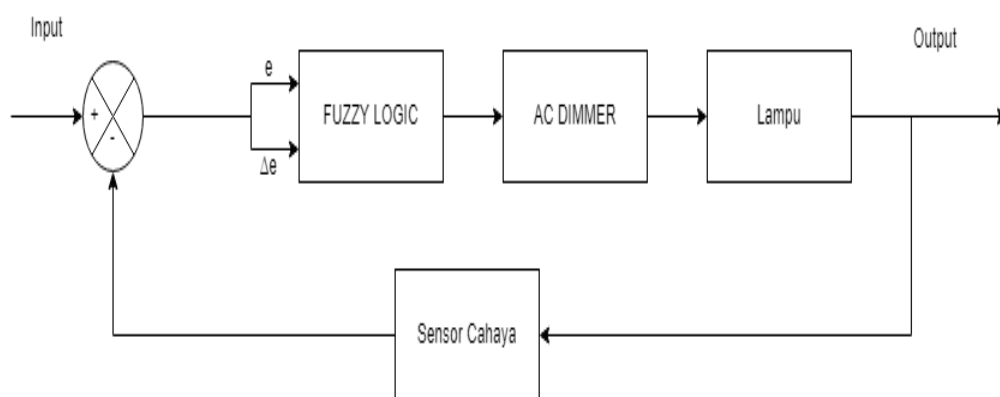 Input
Output
+
-
e
Δe
FUZZY LOGIC
AC DIMMER
Lampu
Sensor Cahaya